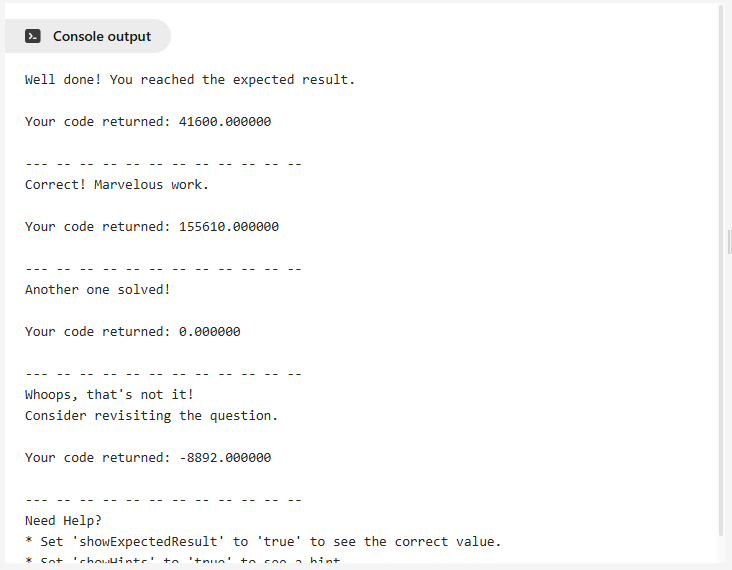 Console output
Well done! You reached the expected result.
Your code returned: 41600.000000
--- -- -- -- -- -- -- -- -- -- -- --
Correct! Marvelous work.
Your code returned: 155610.000000
--- -- -- -- -- -- -- -- -- -- -- --
Another one solved!
Your code returned: 0.000000
--- -- -- -- -- -- -- -- -- -- -- --
Whoops, that's not it!
Consider revisiting the question.
Your code returned: -8892.000000
--- -- -- -- -- -- -- -- -- -- -- --
Need Help?
* Set 'showExpectedResult' to 'true' to see the correct value.
* Set 'showHints' to 'true' to see a hint